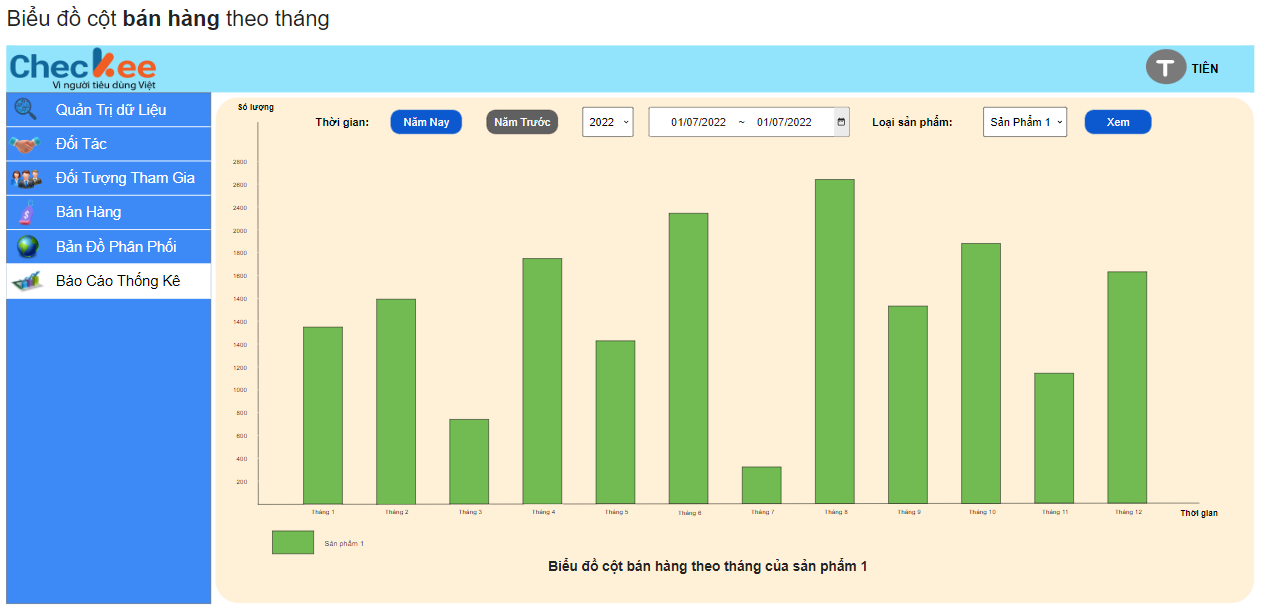 Biểu đồ cột bán hàng theo tháng
Checkee
Vì người tiêu dùng Việt
T TIÊN
Quản Trị dữ Liệu
Đối Tác
Đối Tượng Tham Gia
Bán Hàng
Bản Đồ Phân Phối
Báo Cáo Thống Kê
Số lượng
Thời gian: Năm Nay Năm Trước 2022 01/07/2022 ~ 01/07/2022 Loại sản phẩm: Sản Phẩm 1 Xem
2800
2600
2400
2000
1800
1600
1400
1400
1400
1200
1000
800
600
400
200
Tháng 1 Tháng 2 Tháng 3 Tháng 4 Tháng 5 Tháng 6 Tháng 7 Tháng 8 Tháng 9 Tháng 10 Tháng 11 Tháng 12 Thời gian
Sản phẩm 1
Biểu đồ cột bán hàng theo tháng của sản phẩm 1